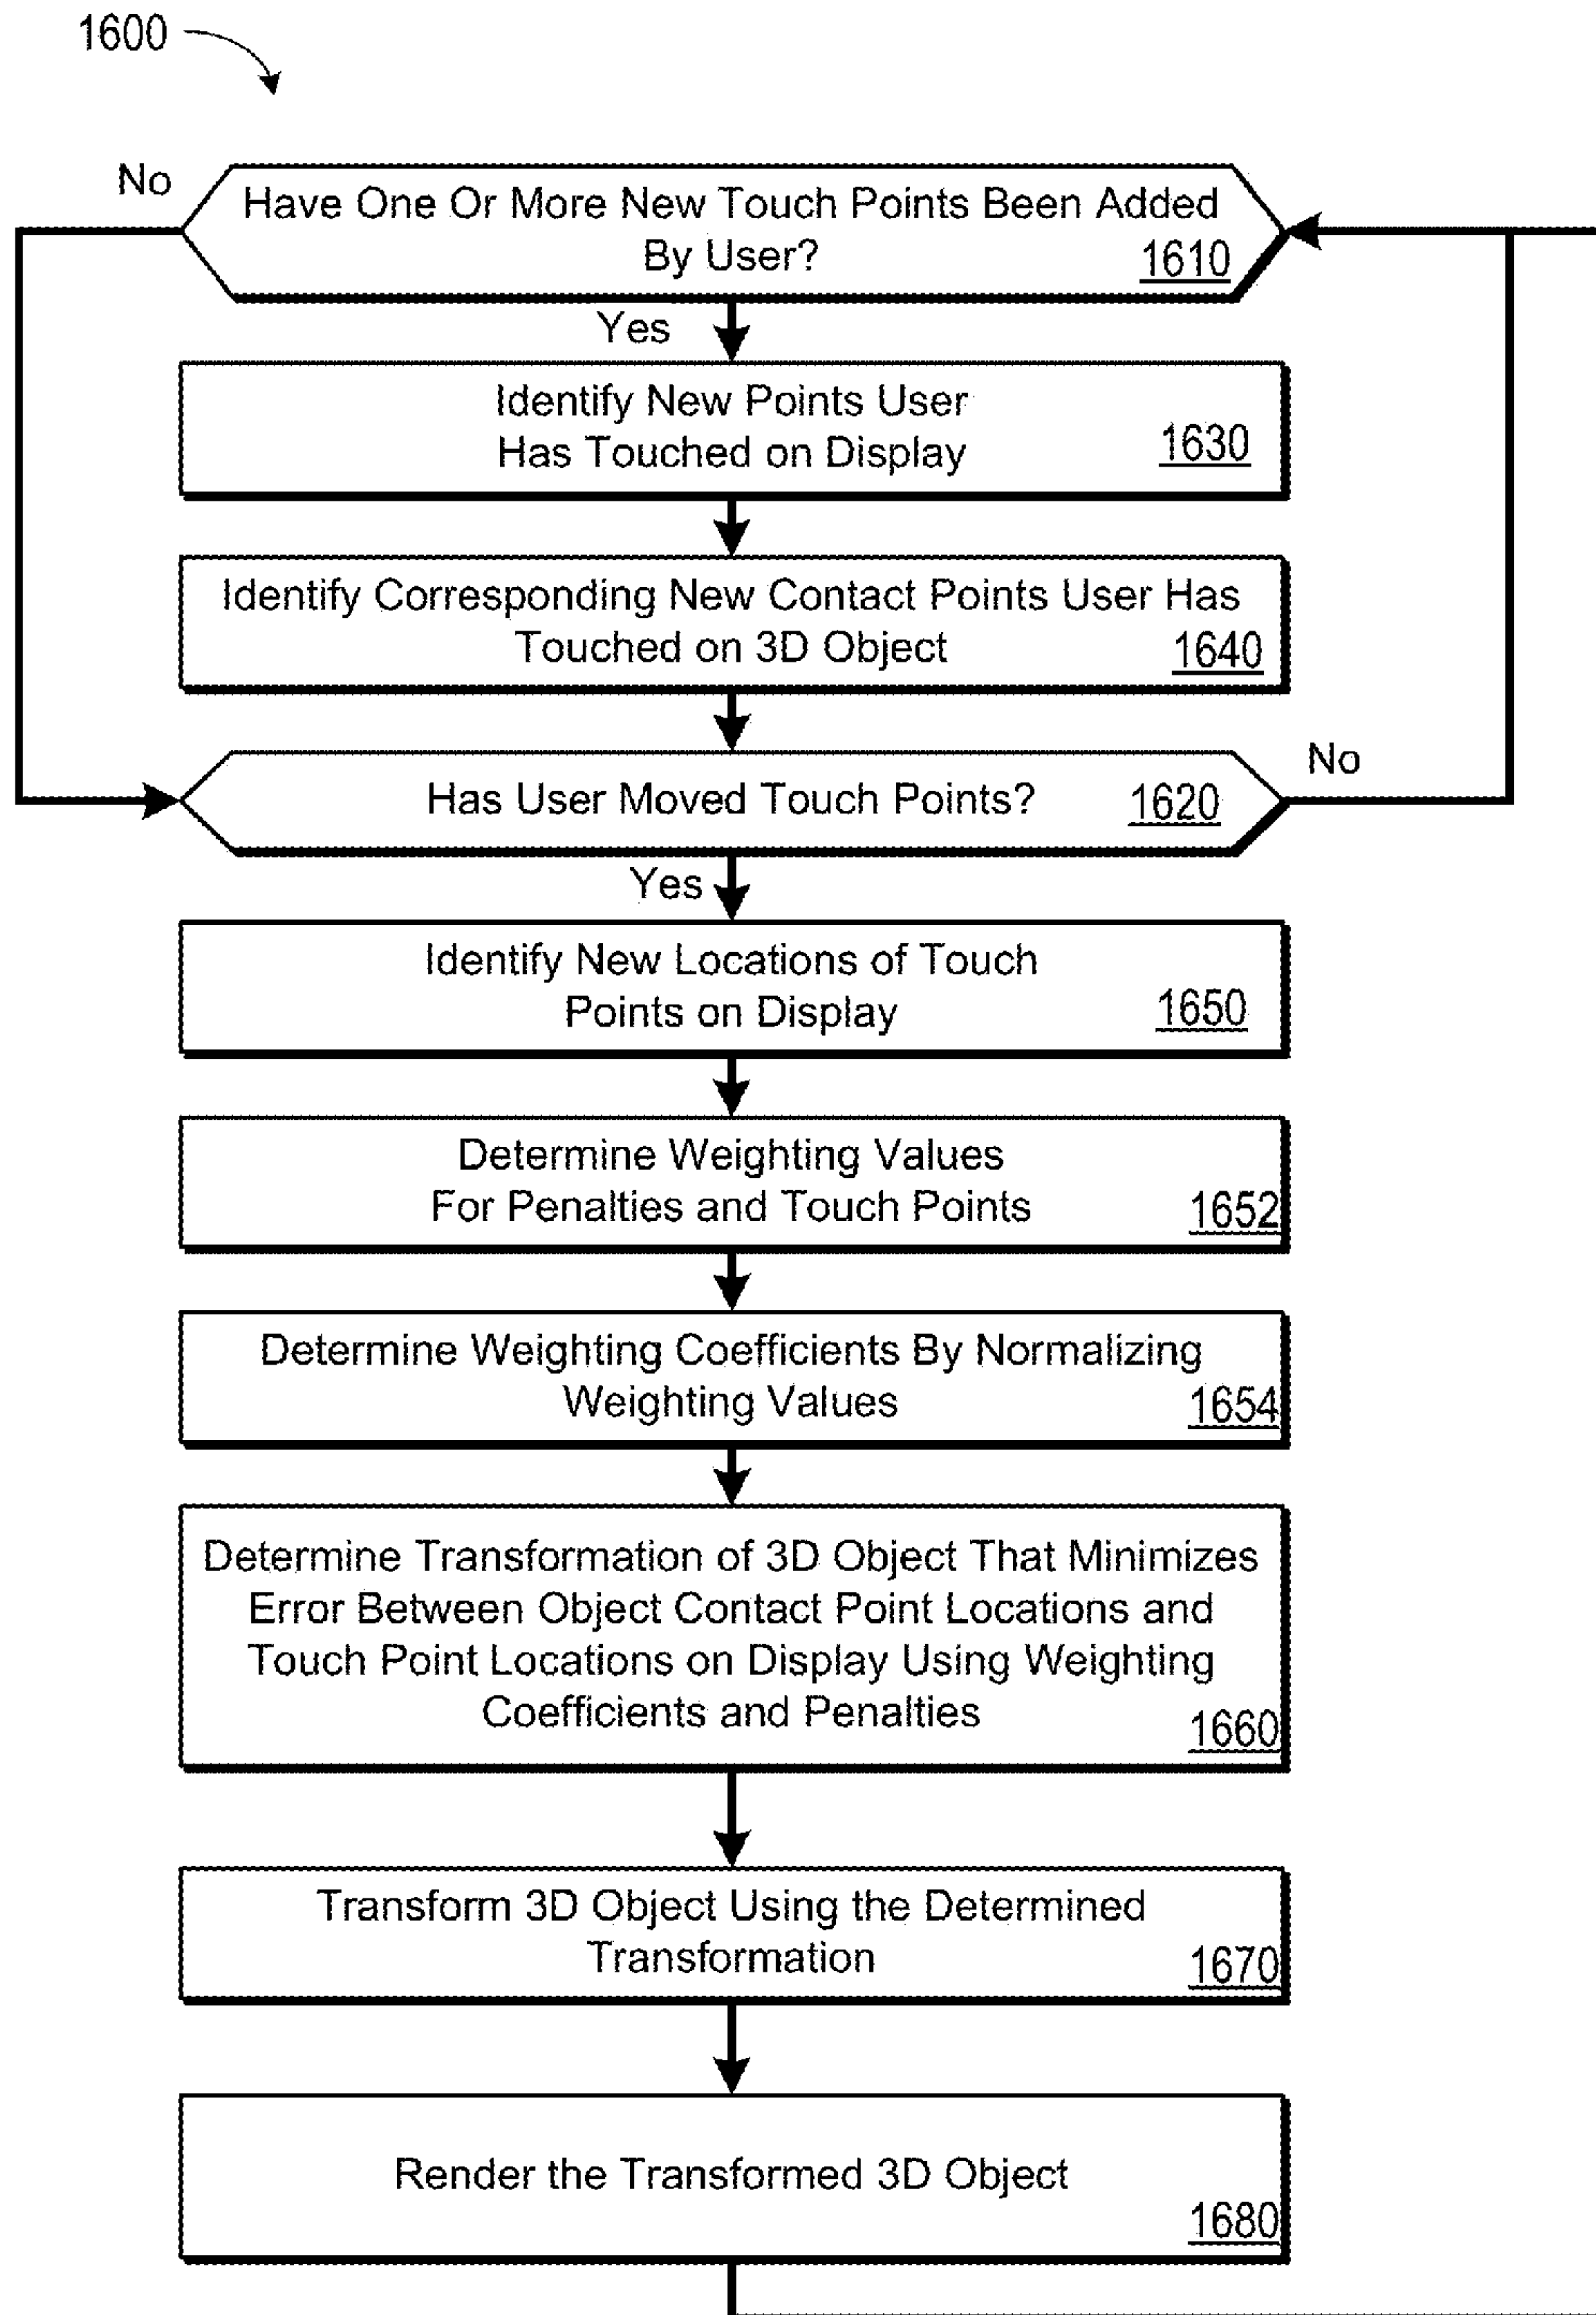 1600
No
Have One Or More New Touch Points Been Added
By User?
1610
Yes
Identify New Points User
Has Touched on Display
1630
Identify Corresponding New Contact Points User Has
Touched on 3D Object
1640
No
Has User Moved Touch Points?
1620
Yes
Identify New Locations of Touch
Points on Display
1650
Determine Weighting Values
For Penalties and Touch Points
1652
Determine Weighting Coefficients By Normalizing
Weighting Values
1654
Determine Transformation of 3D Object That Minimizes
Error Between Object Contact Point Locations and
Touch Point Locations on Display Using Weighting
Coefficients and Penalties
1660
Transform 3D Object Using the Determined
Transformation
1670
Render the Transformed 3D Object
1680